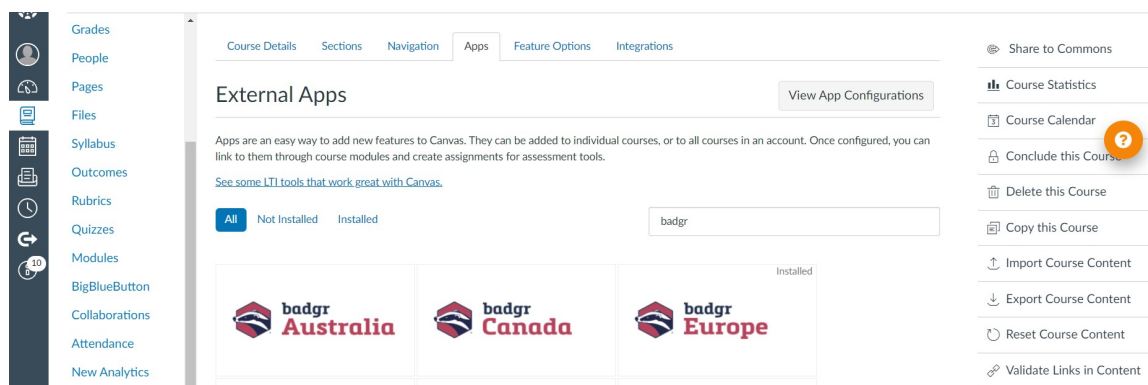 Grades
People
Pages
Files
Syllabus
Outcomes
Rubrics
Quizzes
Modules
BigBlueButton
Collaborations
Attendance
New Analytics
10
Course Details Sections Navigation Apps Feature Options Integrations
External Apps
View App Configurations
Apps are an easy way to add new features to Canvas. They can be added to individual courses, or to all courses in an account. Once configured, you can
link to them through course modules and create assignments for assessment tools.
See some LTI tools that work great with Canvas.
All Not Installed Installed
badgr
Installed
badgr
Australia
badgr
Canada
badgr
Europe
Share to Commons
Course Statistics
Course Calendar
?
Conclude this Course
Delete this Course
Copy this Course
Import Course Content
Export Course Content
Reset Course Content
Validate Links in Content